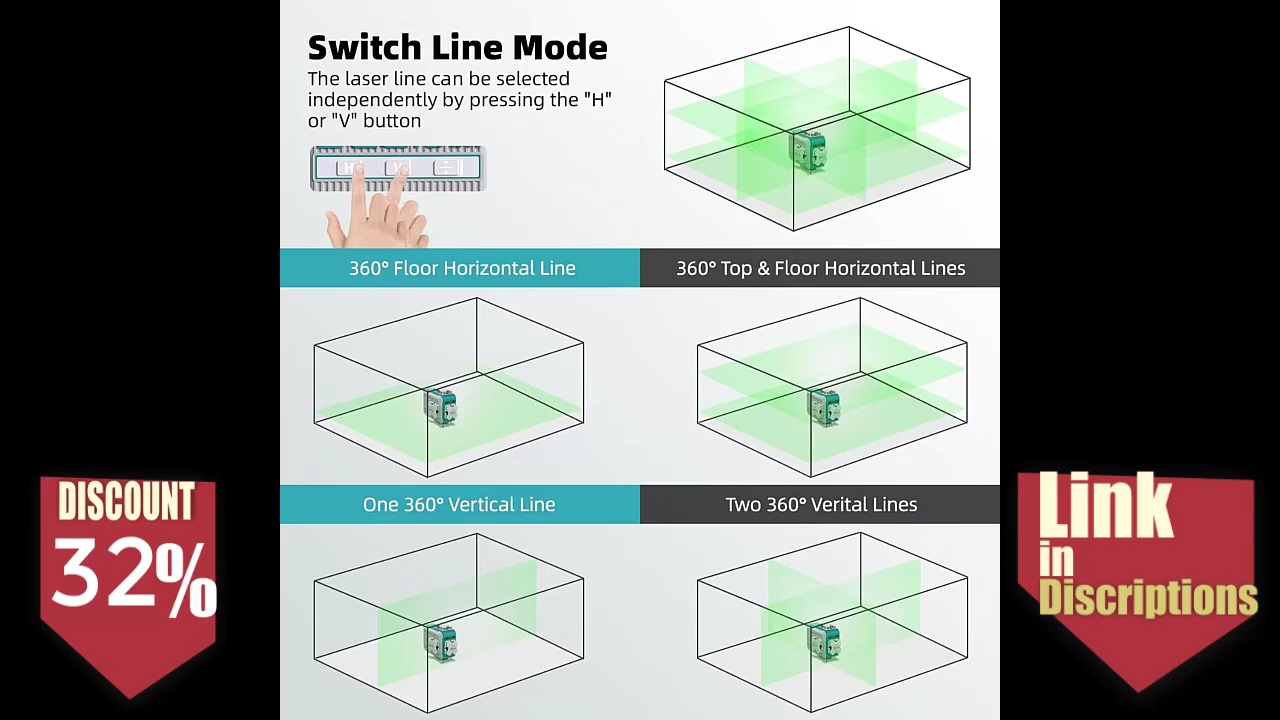 Switch Line Mode
The laser line can be selected
independently by pressing the "H"
or "V" button
H V
360° Floor Horizontal Line
360° Top & Floor Horizontal Lines
One 360° Vertical Line
Two 360° Verital Lines
DISCOUNT
32%
Link
in
Discriptions